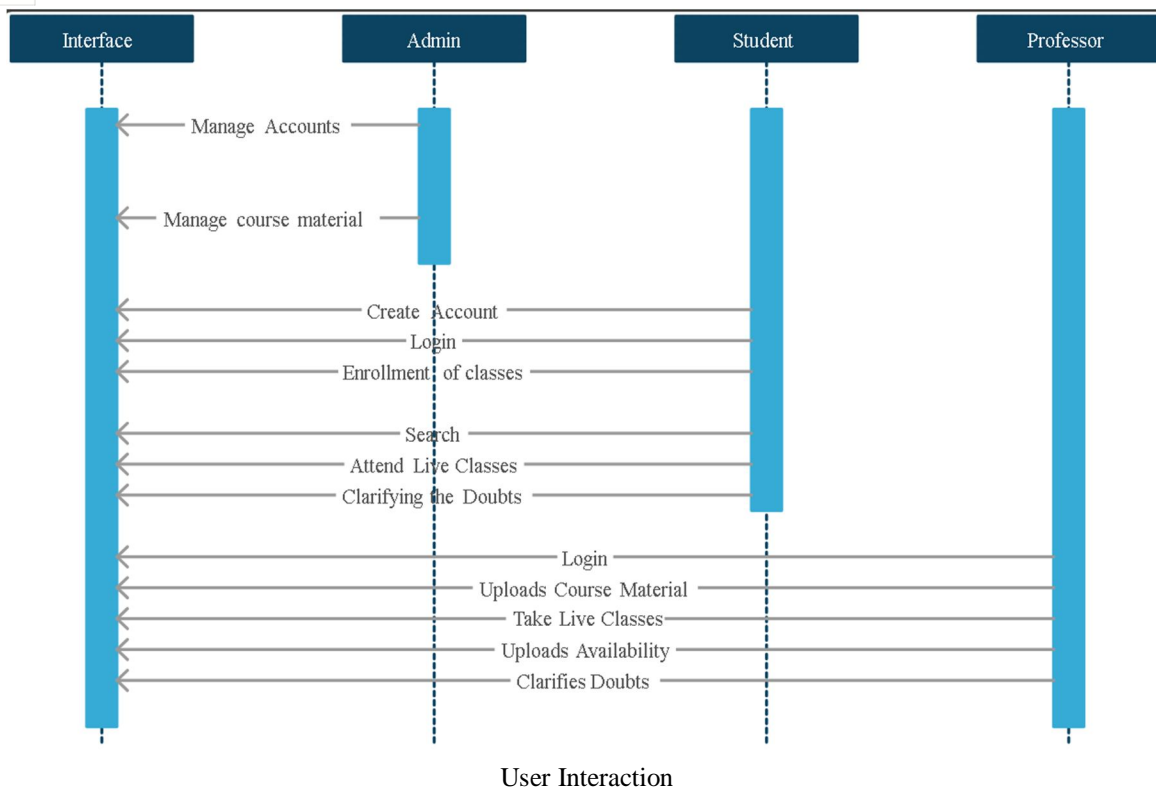 Interface
Admin
Student
Professor
Manage Accounts
Manage course material
Create Account
Login
Enrollment of classes
Search
Attend Live Classes
Clarifying the Doubts
Login
Uploads Course Material
Take Live Classes
Uploads Availability
Clarifies Doubts
User Interaction